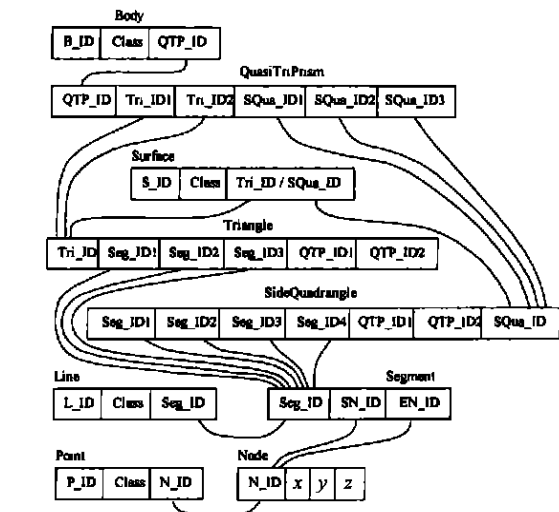 Body
B_ID Class QTP_ID
QuasiTriPrism
QTP_ID Tri_ID1 Tri_ID2 SQua_ID1 SQua_ID2 SQua_ID3
Surface
S_ID Class Tri_ID / SQua_ID
Triangle
Tri_ID Seg_ID1 Seg_ID2 Seg_ID3 QTP_ID1 QTP_ID2
SideQuadrangle
Seg_ID1 Seg_ID2 Seg_ID3 Seg_ID4 QTP_ID1 QTP_ID2 SQua_ID
Line Segment
L_ID Class Seg_ID Seg_ID SN_ID EN_ID
Point Node
P_ID Class N_ID N_ID x y z